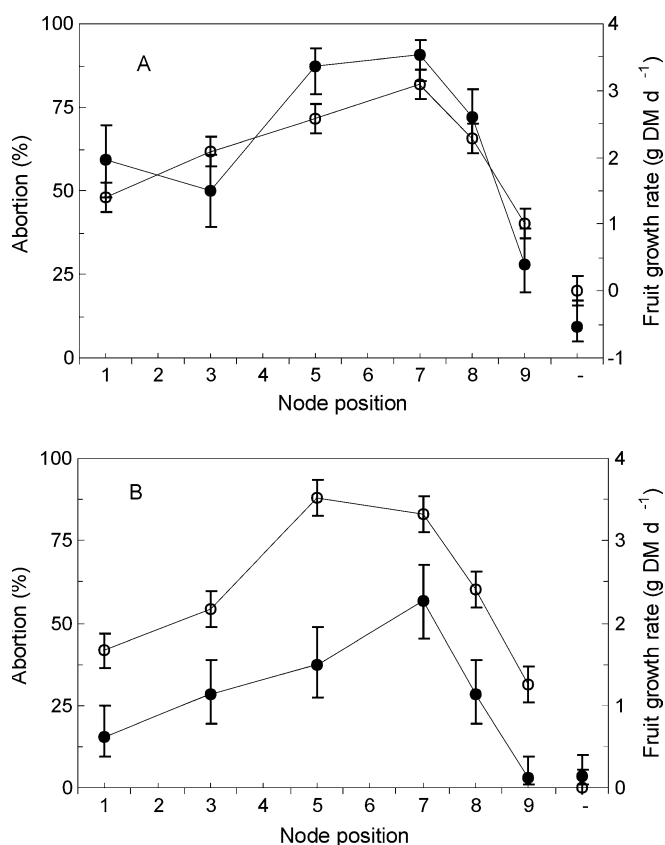 A
Abortion (%)
100
75
50
25
0
4
3
2
1
0
-1
Fruit growth rate (g DM d -1)
1 2 3 4 5 6 7 8 9 -
Node position
B
Abortion (%)
100
75
50
25
0
4
3
2
1
0
Fruit growth rate (g DM d -1)
1 2 3 4 5 6 7 8 9 -
Node position